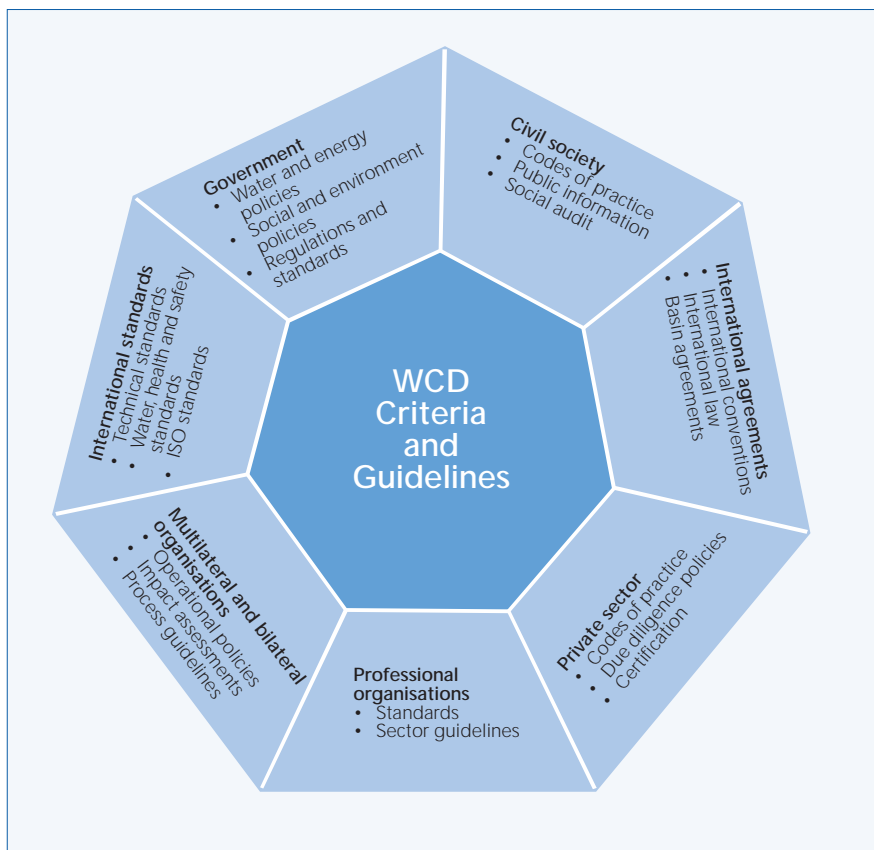 Government
• Water and energy
policies
• Social and environment
policies
• Regulations and
standards
Civil society
• Codes of practice
• Public information
• Social audit
International agreements
• International conventions
• International law
• Basin agreements
Private sector
• Codes of practice
• Due diligence policies
• Certification
Professional
organisations
• Standards
• Sector guidelines
Multilateral and bilateral
organisations
• Operational policies
• Impact assessments
• Process guidelines
International standards
• Technical standards
• Water, health and safety
standards
• ISO standards
WCD
Criteria
and
Guidelines